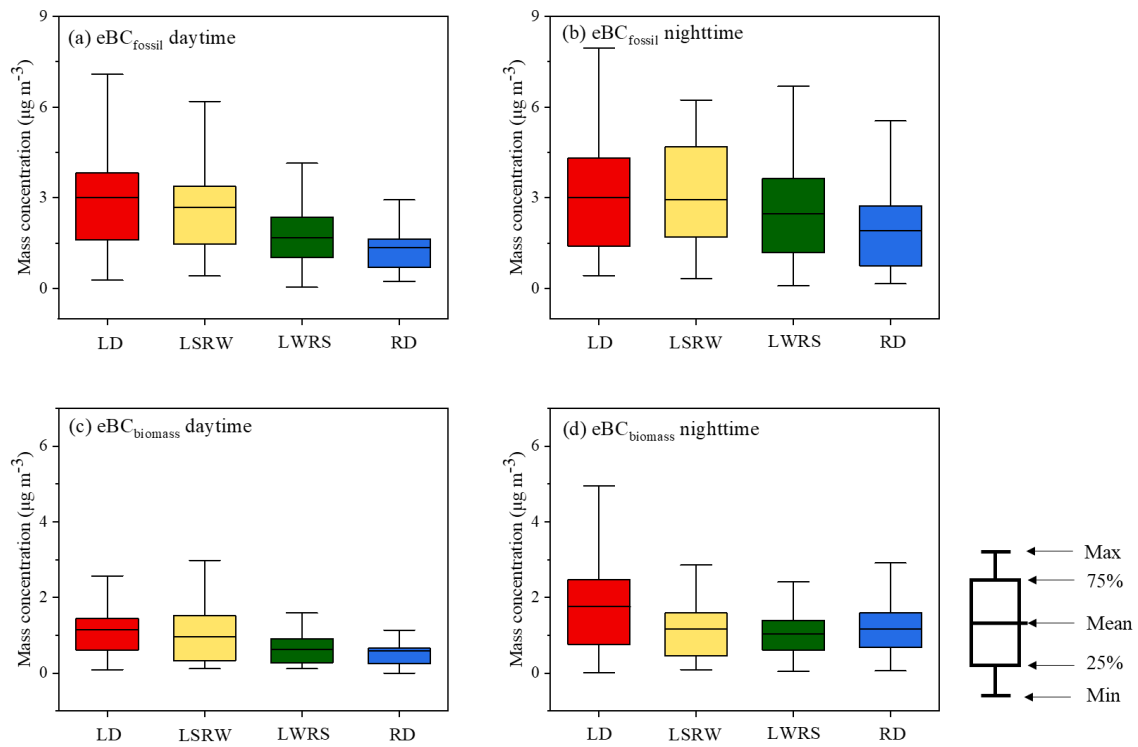 (a) eBCfossil daytime
Mass concentration (μg m-3)
9
6
3
0
LD LSRW LWRS RD
(b) eBCfossil nighttime
Mass concentration (μg m-3)
9
6
3
0
LD LSRW LWRS RD
(c) eBCbiomass daytime
Mass concentration (μg m-3)
6
4
2
0
LD LSRW LWRS RD
(d) eBCbiomass nighttime
Mass concentration (μg m-3)
6
4
2
0
LD LSRW LWRS RD
Max
75%
Mean
25%
Min